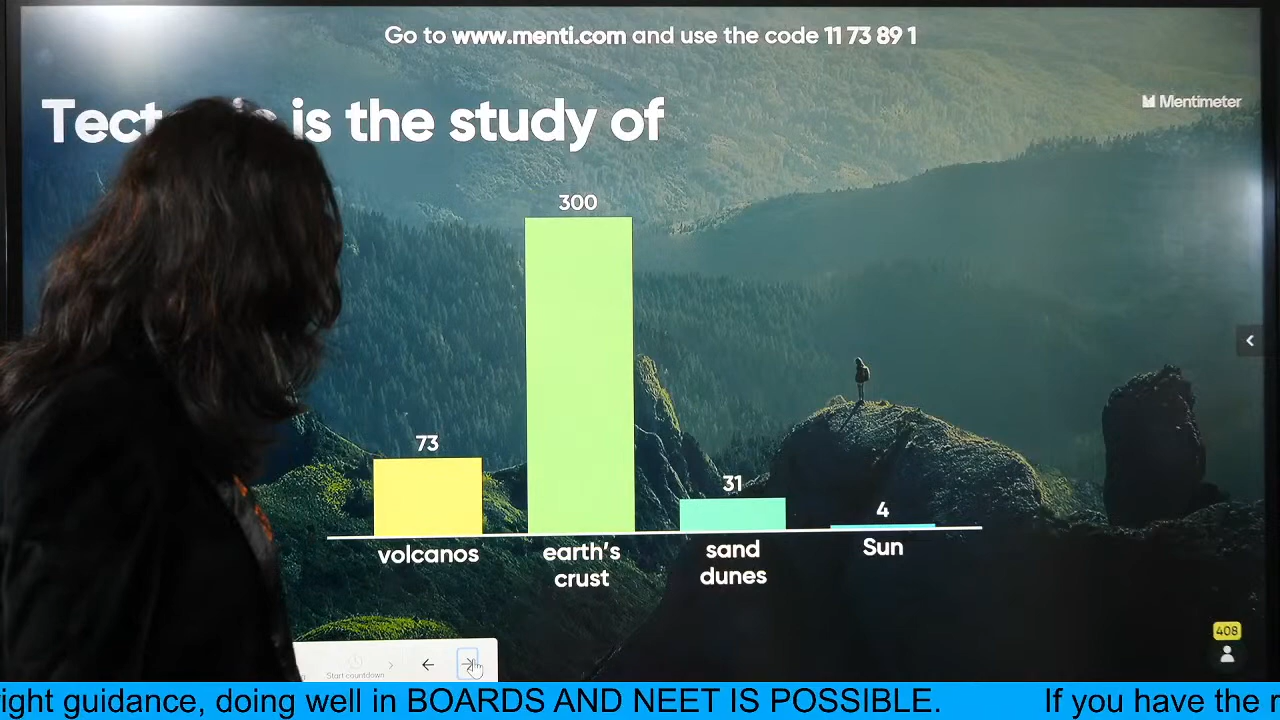 Go to www.menti.com and use the code 11 73 89 1
Mentimeter
is the study of
300
73
31
4
volcanos
earth's
crust
sand
dunes
Sun
408
Start countdown
guidance, doing well in BOARDS AND NEET IS POSSIBLE. If you have the